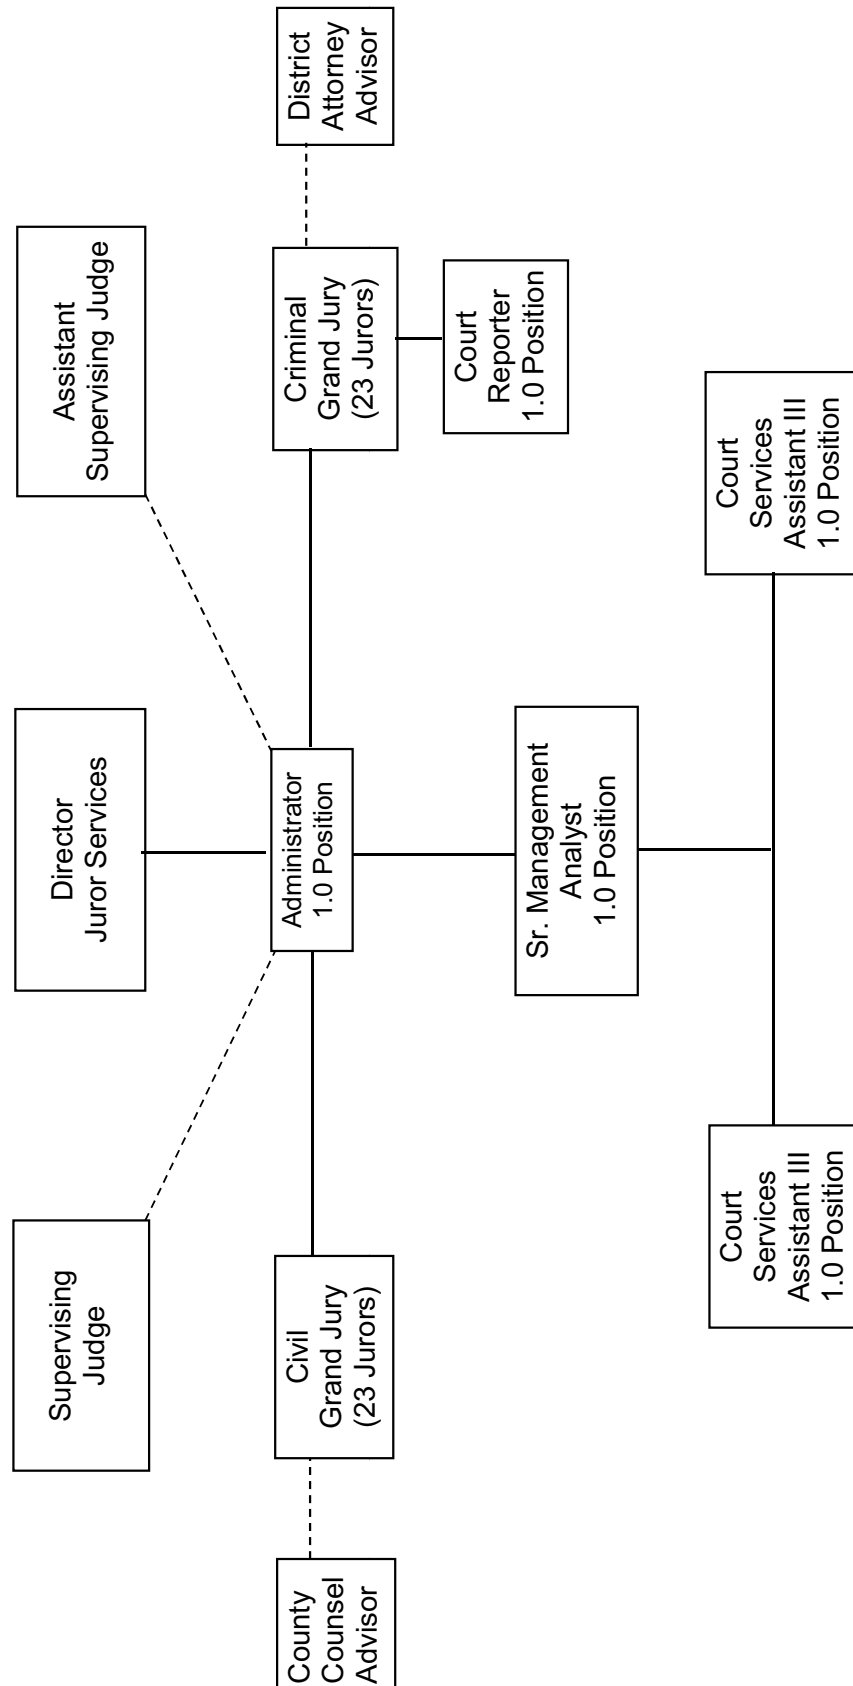 Supervising
Judge
Director
Juror Services
Assistant
Supervising Judge
County
Counsel
Advisor
Civil
Grand Jury
(23 Jurors)
Administrator
1.0 Position
Criminal
Grand Jury
(23 Jurors)
District
Attorney
Advisor
Court
Reporter
1.0 Position
Sr. Management
Analyst
1.0 Position
Court
Services
Assistant III
1.0 Position
Court
Services
Assistant III
1.0 Position